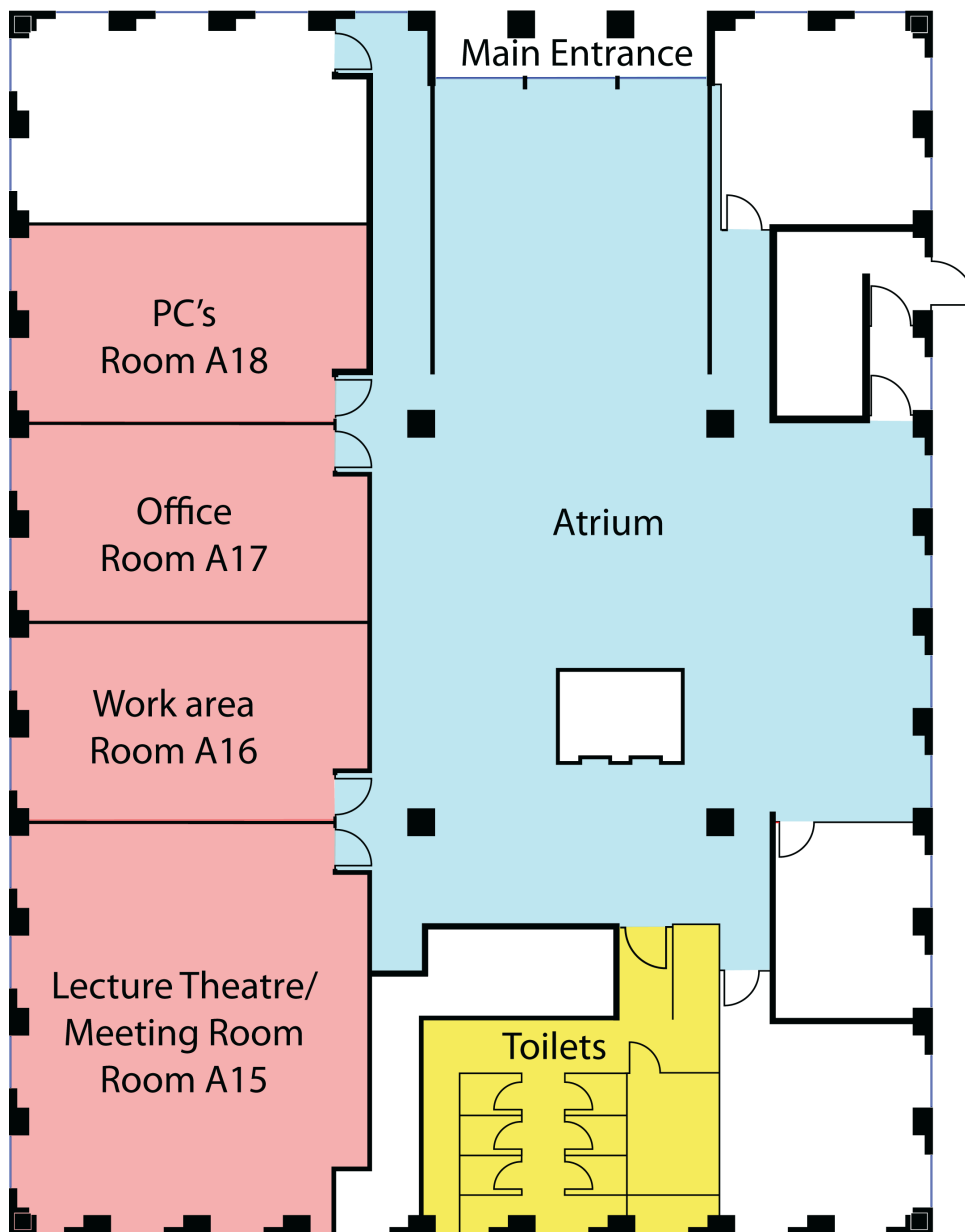 Main Entrance
PC’s
Room A18
Office
Room A17
Atrium
Work area
Room A16
Lecture Theatre/
Meeting Room
Room A15
Toilets